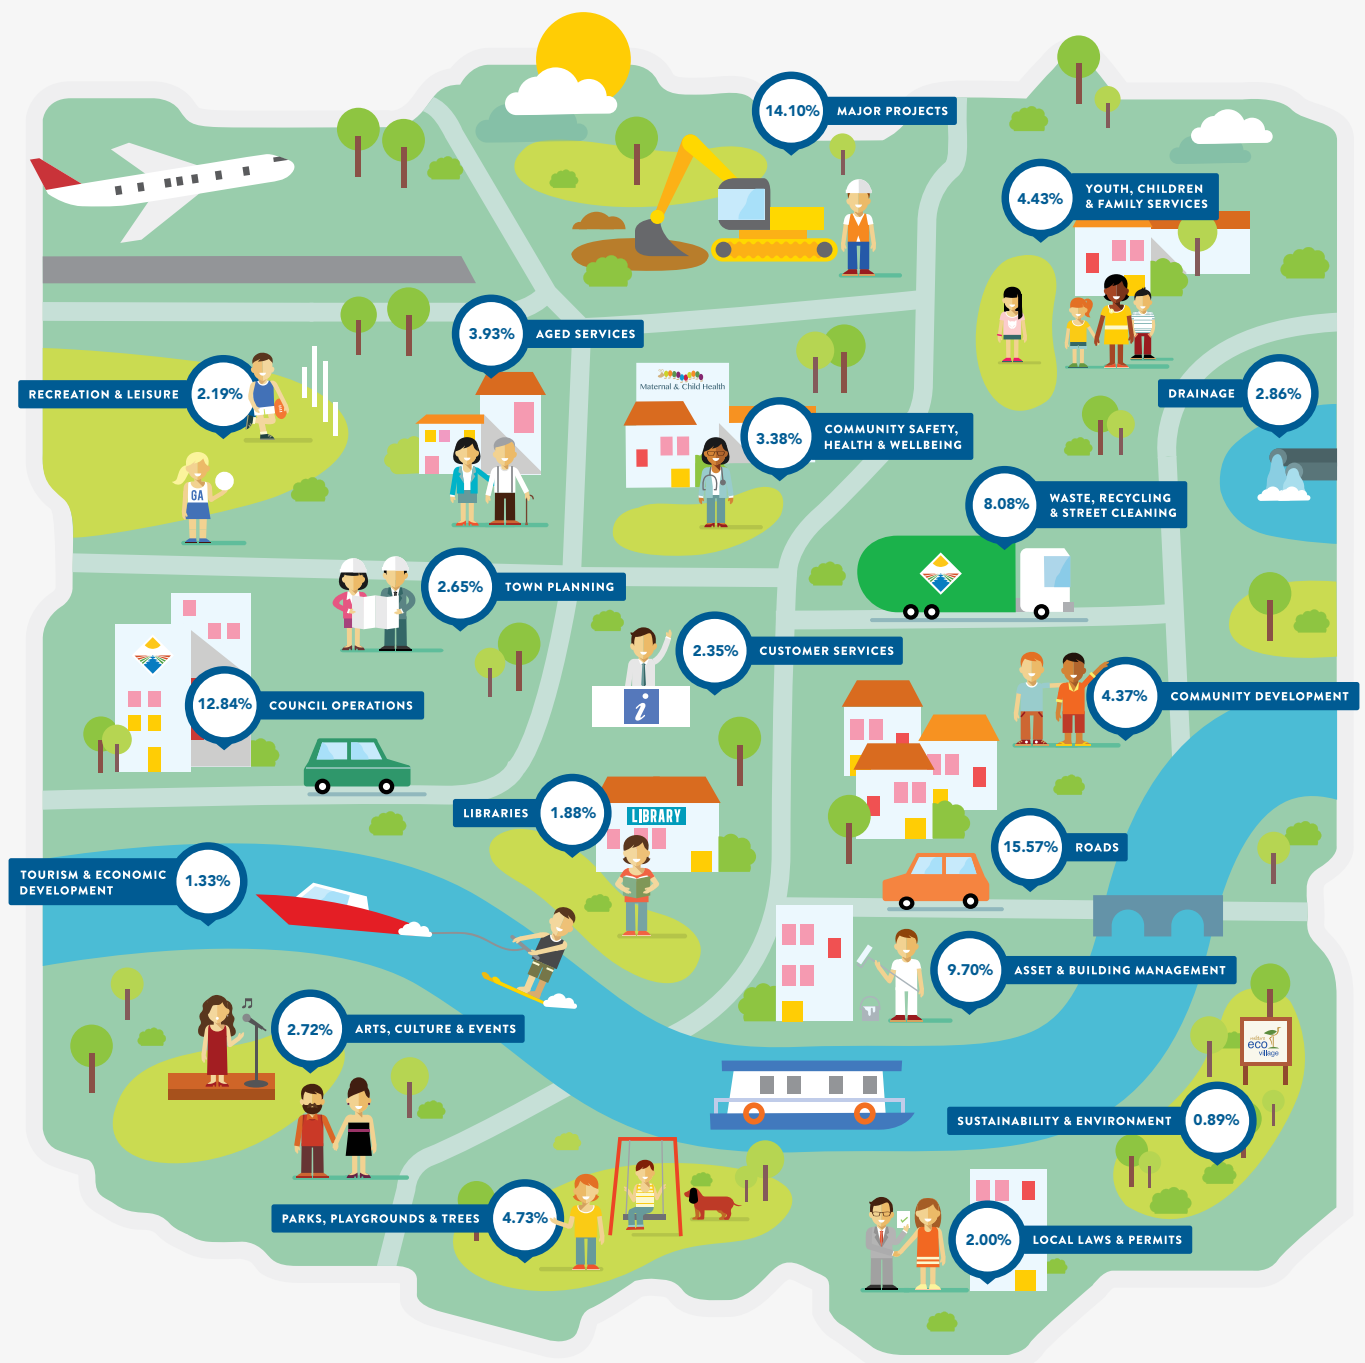 14.10%
MAJOR PROJECTS
4.43%
YOUTH, CHILDREN
& FAMILY SERVICES
3.93%
AGED SERVICES
RECREATION & LEISURE
2.19%
GA
Maternal & Child Health
3.38%
COMMUNITY SAFETY,
HEALTH & WELLBEING
DRAINAGE
2.86%
8.08%
WASTE, RECYCLING
& STREET CLEANING
2.65%
TOWN PLANNING
2.35%
CUSTOMER SERVICES
i
12.84%
COUNCIL OPERATIONS
4.37%
COMMUNITY DEVELOPMENT
LIBRARIES
1.88%
LIBRARY
15.57%
ROADS
TOURISM & ECONOMIC
DEVELOPMENT
1.33%
9.70%
ASSET & BUILDING MANAGEMENT
2.72%
ARTS, CULTURE & EVENTS
eco
village
SUSTAINABILITY & ENVIRONMENT
0.89%
PARKS, PLAYGROUNDS & TREES
4.73%
2.00%
LOCAL LAWS & PERMITS